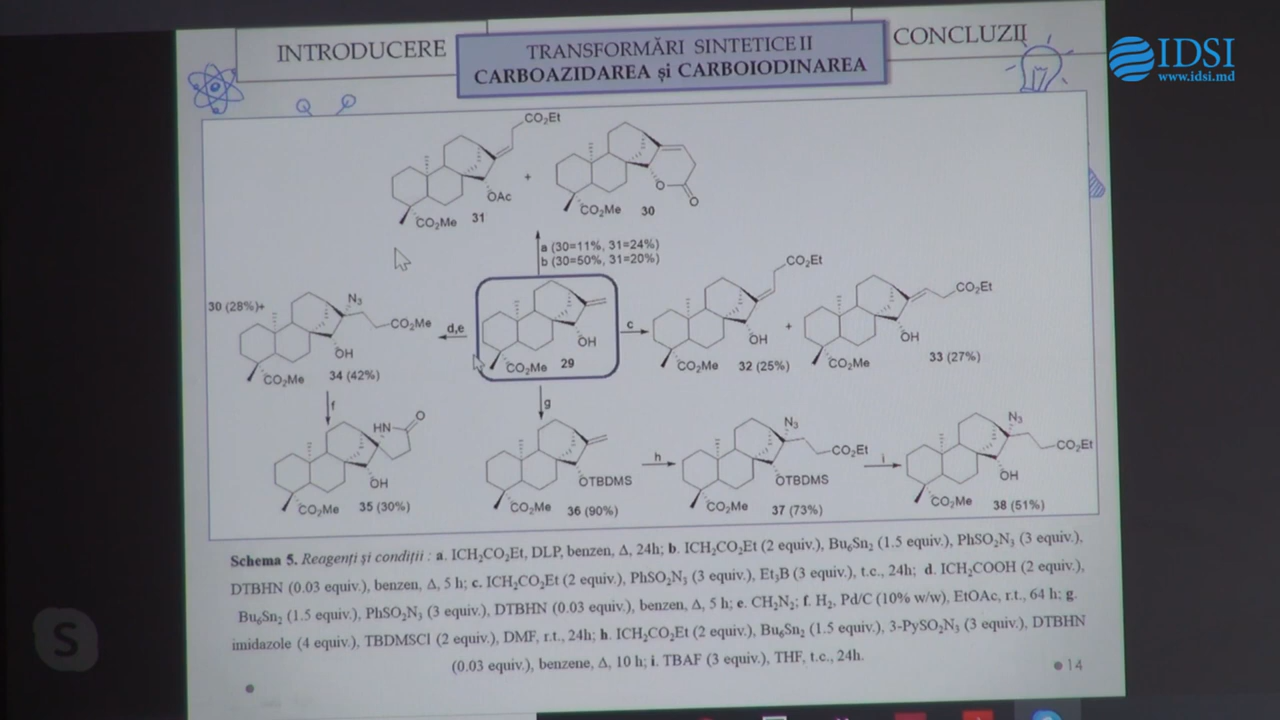 INTRODUCERE
TRANSFORMĂRI SINTETICE II
CARBOAZIDAREA și CARBOIODINAREA
CONCLUZII
IDSI
www.idsi.md
CO₂Et
OAc
CO₂Me
31
+
O
O
CO₂Me
30
a (30=11%, 31=24%)
b (30=50%, 31=20%)
30 (28%)+
N₃
CO₂Me
OH
CO₂Me
34 (42%)
d,e
OH
CO₂Me
29
c
CO₂Et
OH
CO₂Me
32 (25%)
+
CO₂Et
OH
CO₂Me
33 (27%)
f
g
HN
O
OH
CO₂Me
35 (30%)
OTBDMS
CO₂Me
36 (90%)
h
N₃
CO₂Et
OTBDMS
CO₂Me
37 (73%)
i
N₃
CO₂Et
OH
CO₂Me
38 (51%)
Schema 5. Reagenți și condiții : a. ICH₂CO₂Et, DLP, benzen, Δ, 24h; b. ICH₂CO₂Et (2 equiv.), Bu₆Sn₂ (1.5 equiv.), PhSO₂N₃ (3 equiv.),
DTBHN (0.03 equiv.), benzen, Δ, 5 h; c. ICH₂CO₂Et (2 equiv.), PhSO₂N₃ (3 equiv.), Et₃B (3 equiv.), t.c., 24h; d. ICH₂COOH (2 equiv.),
Bu₆Sn₂ (1.5 equiv.), PhSO₂N₃ (3 equiv.), DTBHN (0.03 equiv.), benzen, Δ, 5 h; e. CH₂N₂; f. H₂, Pd/C (10% w/w), EtOAc, r.t., 64 h; g.
imidazole (4 equiv.), TBDMSCl (2 equiv.), DMF, r.t., 24h; h. ICH₂CO₂Et (2 equiv.), Bu₆Sn₂ (1.5 equiv.), 3-PySO₂N₃ (3 equiv.), DTBHN
(0.03 equiv.), benzene, Δ, 10 h; i. TBAF (3 equiv.), THF, t.c., 24h.
14
S